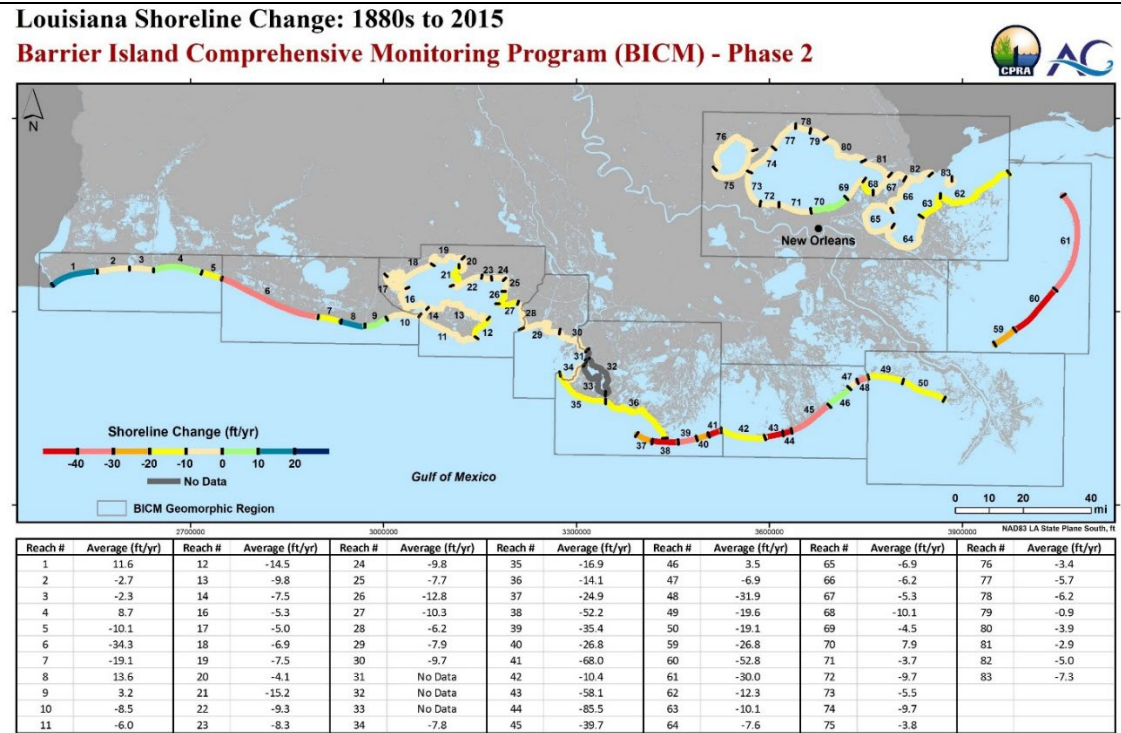 Louisiana Shoreline Change: 1880s to 2015
Barrier Island Comprehensive Monitoring Program (BICM) - Phase 2
CPRA
N
76
78
77
79
80
74
81
75
73
72
71
70
69
68
67
82
83
66
62
63
65
64
New Orleans
61
60
59
1
2
3
4
5
6
7
8
9
10
19
18
20
17
21
22
23
24
25
26
16
14
13
27
28
11
12
29
30
31
32
33
34
35
36
37
38
39
40
41
42
43
44
45
46
47
48
49
50
Shoreline Change (ft/yr)
-40 -30 -20 -10 0 10 20
No Data
BICM Geomorphic Region
Gulf of Mexico
0 10 20 40
mi
NAD83 LA State Plane South, ft
2700000 3000000 3300000 3600000 3900000
Reach # Average (ft/yr) Reach # Average (ft/yr) Reach # Average (ft/yr) Reach # Average (ft/yr) Reach # Average (ft/yr) Reach # Average (ft/yr) Reach # Average (ft/yr)
1 11.6 12 -14.5 24 -9.8 35 -16.9 46 3.5 65 -6.9 76 -3.4
2 -2.7 13 -9.8 25 -7.7 36 -14.1 47 -6.9 66 -6.2 77 -5.7
3 -2.3 14 -7.5 26 -12.8 37 -24.9 48 -31.9 67 -5.3 78 -6.2
4 8.7 16 -5.3 27 -10.3 38 -52.2 49 -19.6 68 -10.1 79 -0.9
5 -10.1 17 -5.0 28 -6.2 39 -35.4 50 -19.1 69 -4.5 80 -3.9
6 -34.3 18 -6.9 29 -7.9 40 -26.8 59 -26.8 70 7.9 81 -2.9
7 -19.1 19 -7.5 30 -9.7 41 -68.0 60 -52.8 71 -3.7 82 -5.0
8 13.6 20 -4.1 31 No Data 42 -10.4 61 -30.0 72 -9.7 83 -7.3
9 3.2 21 -15.2 32 No Data 43 -58.1 62 -12.3 73 -5.5
10 -8.5 22 -9.3 33 No Data 44 -85.5 63 -10.1 74 -9.7
11 -6.0 23 -8.3 34 -7.8 45 -39.7 64 -7.6 75 -3.8